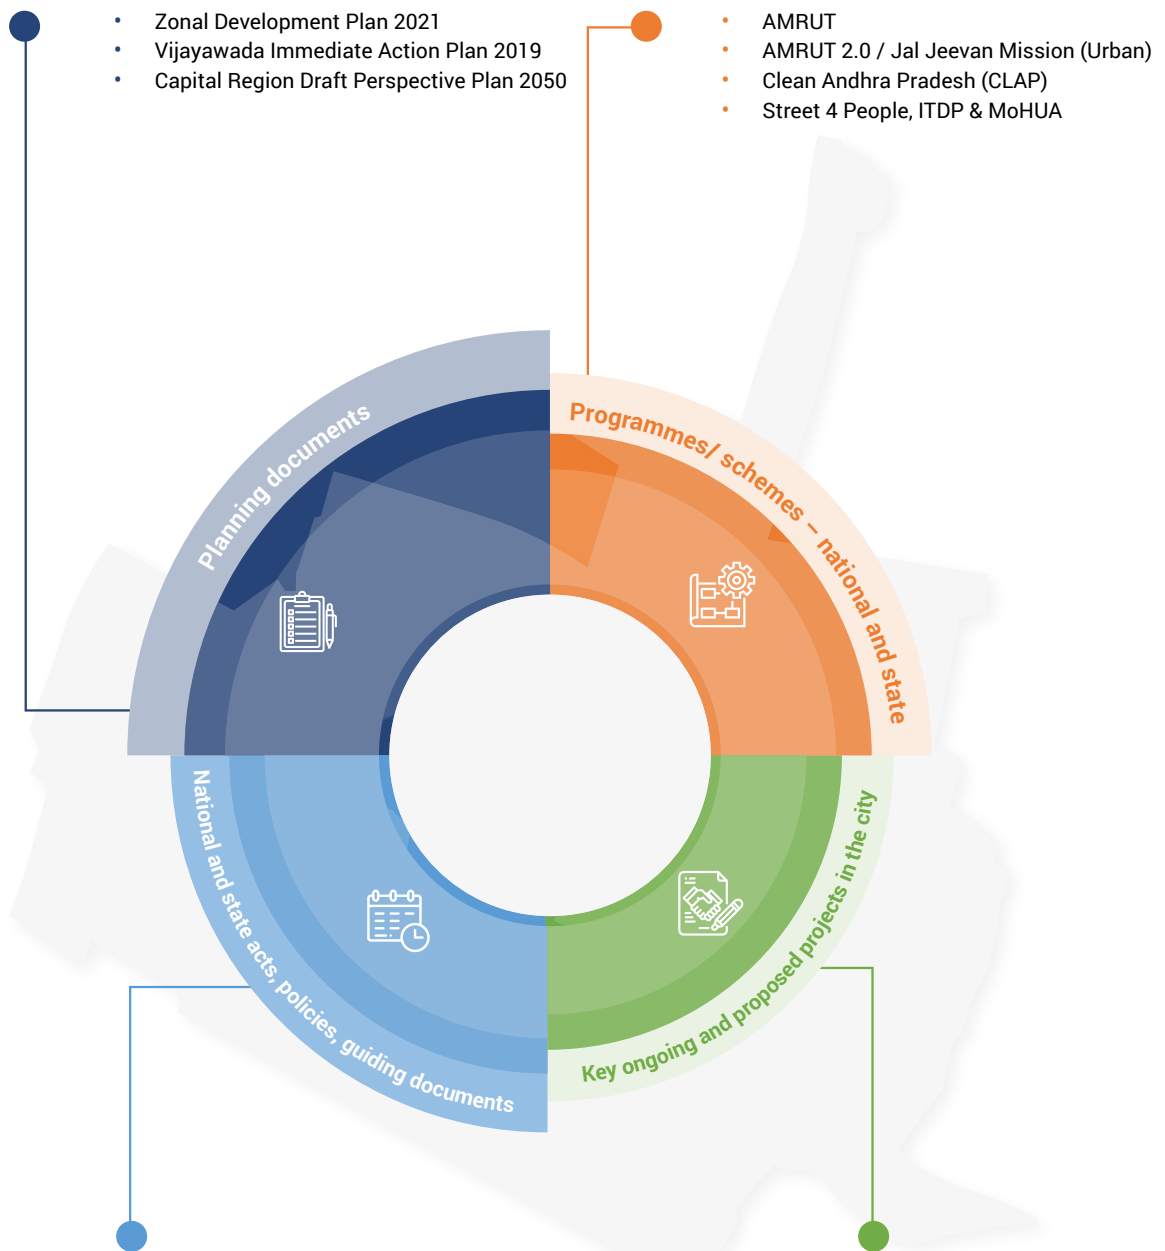 • Zonal Development Plan 2021
• Vijayawada Immediate Action Plan 2019
• Capital Region Draft Perspective Plan 2050
• AMRUT
• AMRUT 2.0 / Jal Jeevan Mission (Urban)
• Clean Andhra Pradesh (CLAP)
• Street 4 People, ITDP & MoHUA
Planning documents
Programmes/ schemes – national and state
National and state acts, policies, guiding documents
Key ongoing and proposed projects in the city